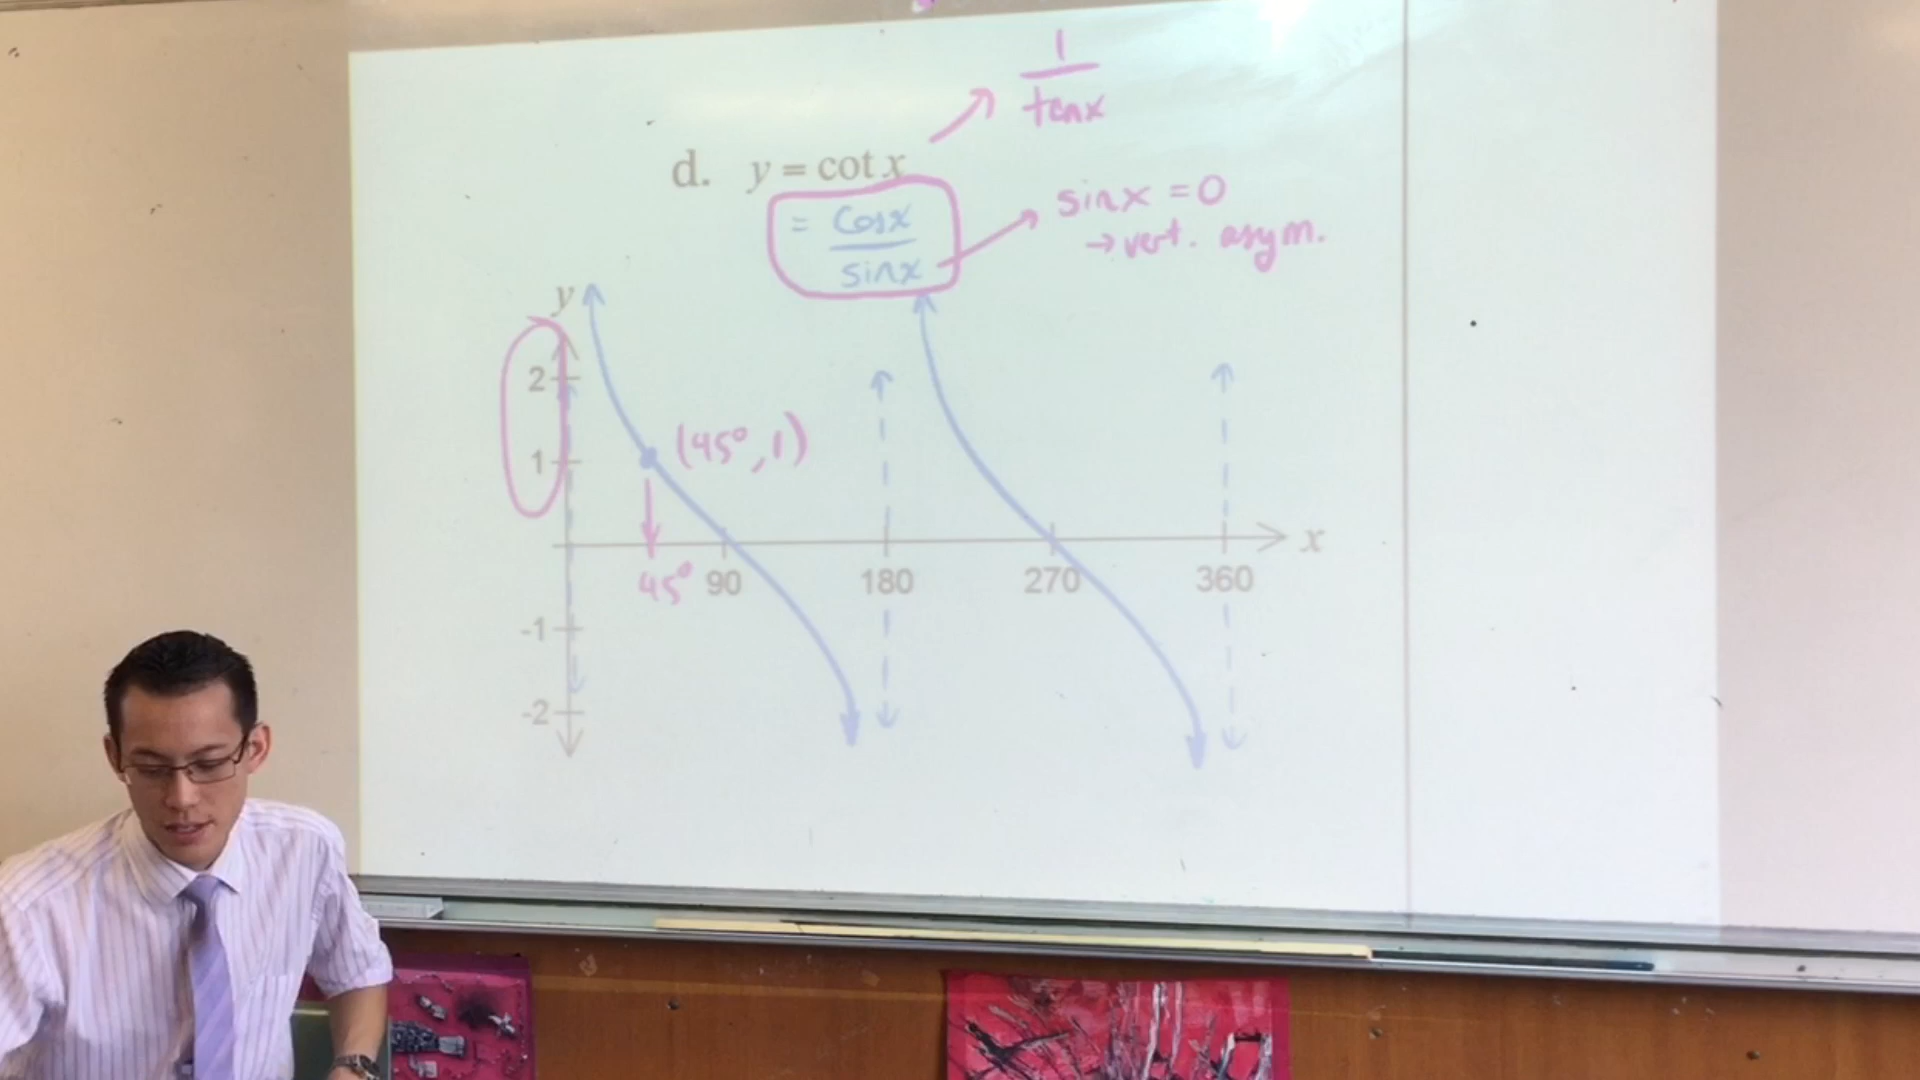 1
tanx
d. y = cot x
= cosx
sinx
sinx = 0
→ vert. asym.
y
2
1
(45°, 1)
x
45° 90 180 270 360
-1
-2